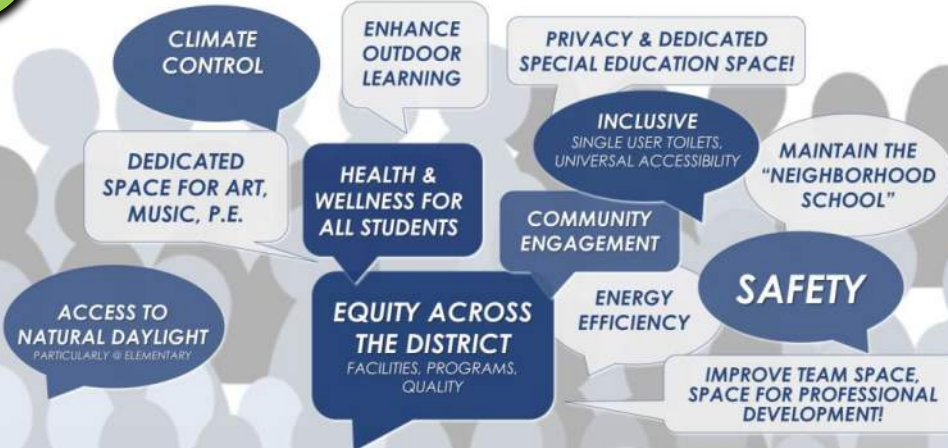 CLIMATE
CONTROL
ENHANCE
OUTDOOR
LEARNING
PRIVACY & DEDICATED
SPECIAL EDUCATION SPACE!
INCLUSIVE
SINGLE USER TOILETS,
UNIVERSAL ACCESSIBILITY
MAINTAIN THE
“NEIGHBORHOOD
SCHOOL”
DEDICATED
SPACE FOR ART,
MUSIC, P.E.
HEALTH &
WELLNESS FOR
ALL STUDENTS
COMMUNITY
ENGAGEMENT
SAFETY
ACCESS TO
NATURAL DAYLIGHT
PARTICULARLY @ ELEMENTARY
EQUITY ACROSS
THE DISTRICT
FACILITIES, PROGRAMS,
QUALITY
ENERGY
EFFICIENCY
IMPROVE TEAM SPACE,
SPACE FOR PROFESSIONAL
DEVELOPMENT!